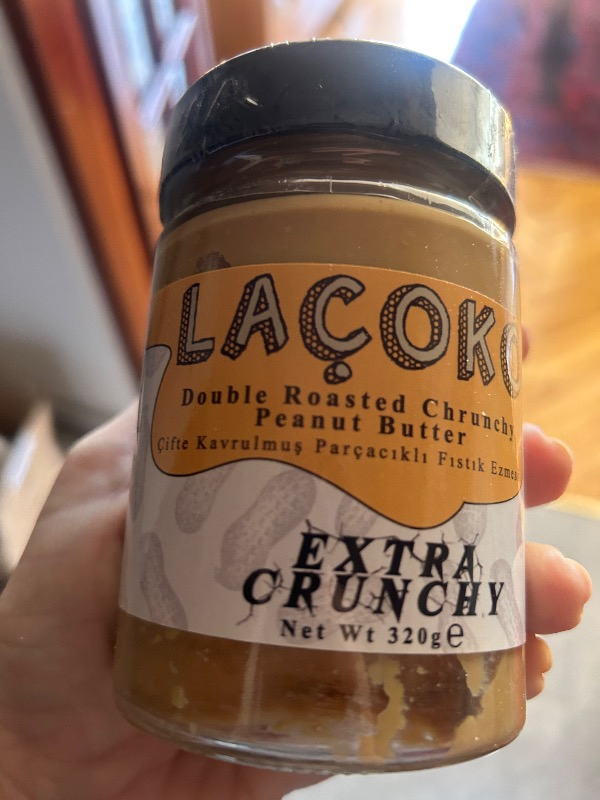 LAÇOKO
Double Roasted Chrunchy
Peanut Butter
Çifte Kavrulmuş Parçacıklı Fıstık Ezmesi
EXTRA
CRUNCHY
Net Wt 320g ℮